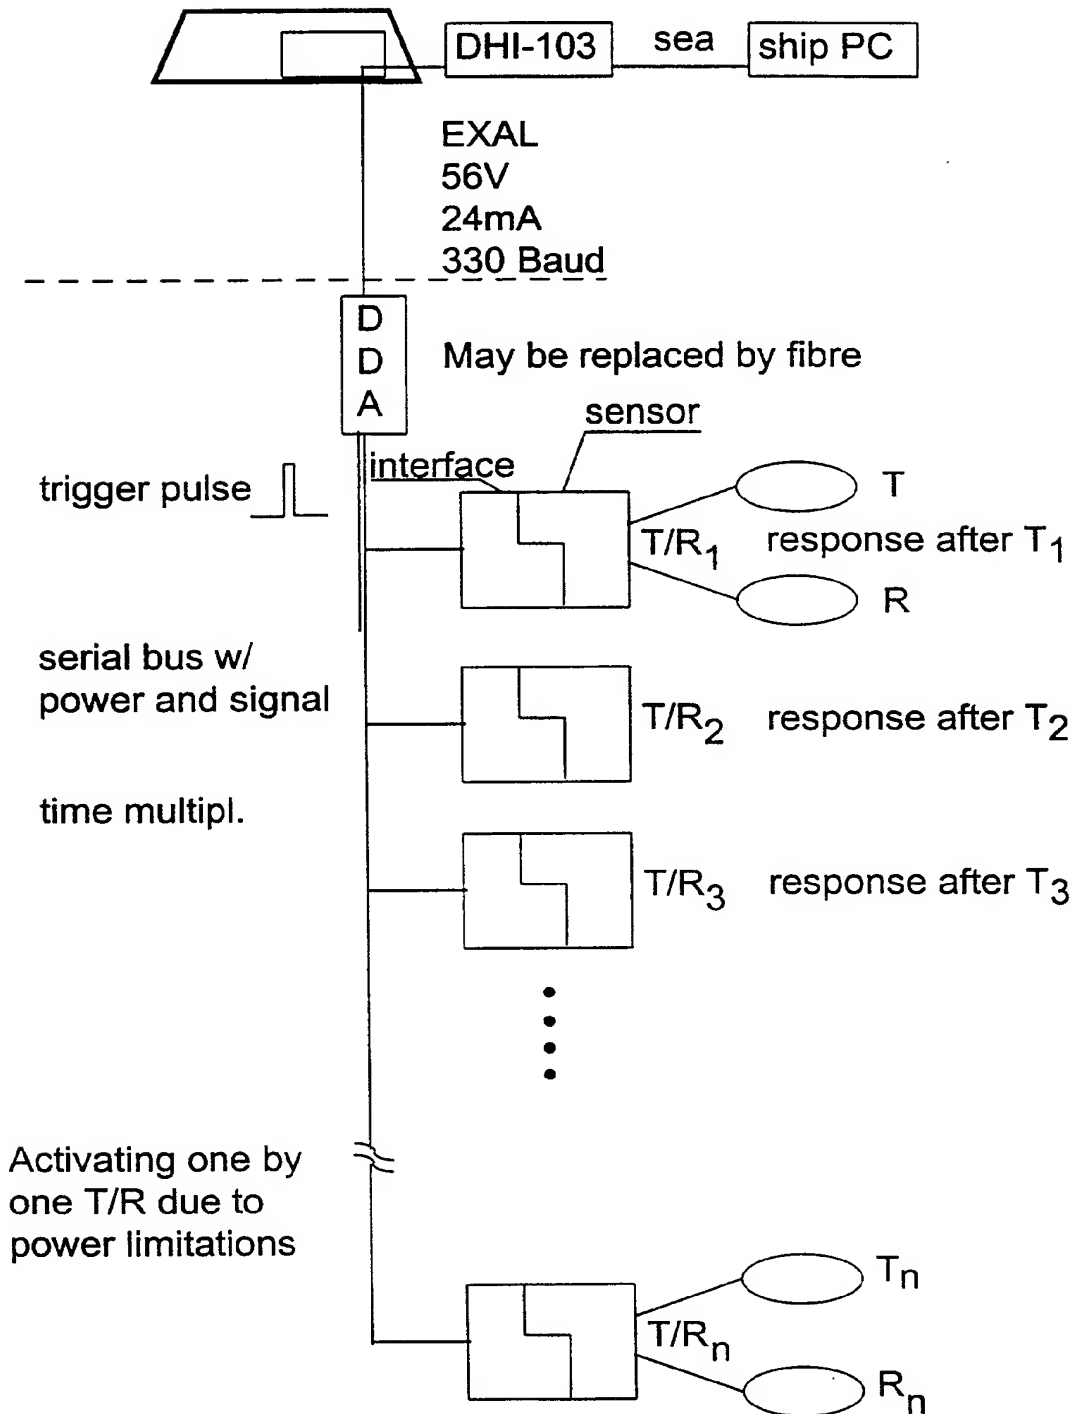 DHI-103 sea ship PC
EXAL
56V
24mA
330 Baud
D
D
A
May be replaced by fibre
sensor
interface
trigger pulse
T
T/R1 response after T1
R
serial bus w/
power and signal
T/R2 response after T2
time multipl.
T/R3 response after T3
Activating one by
one T/R due to
power limitations
Tn
T/Rn
Rn